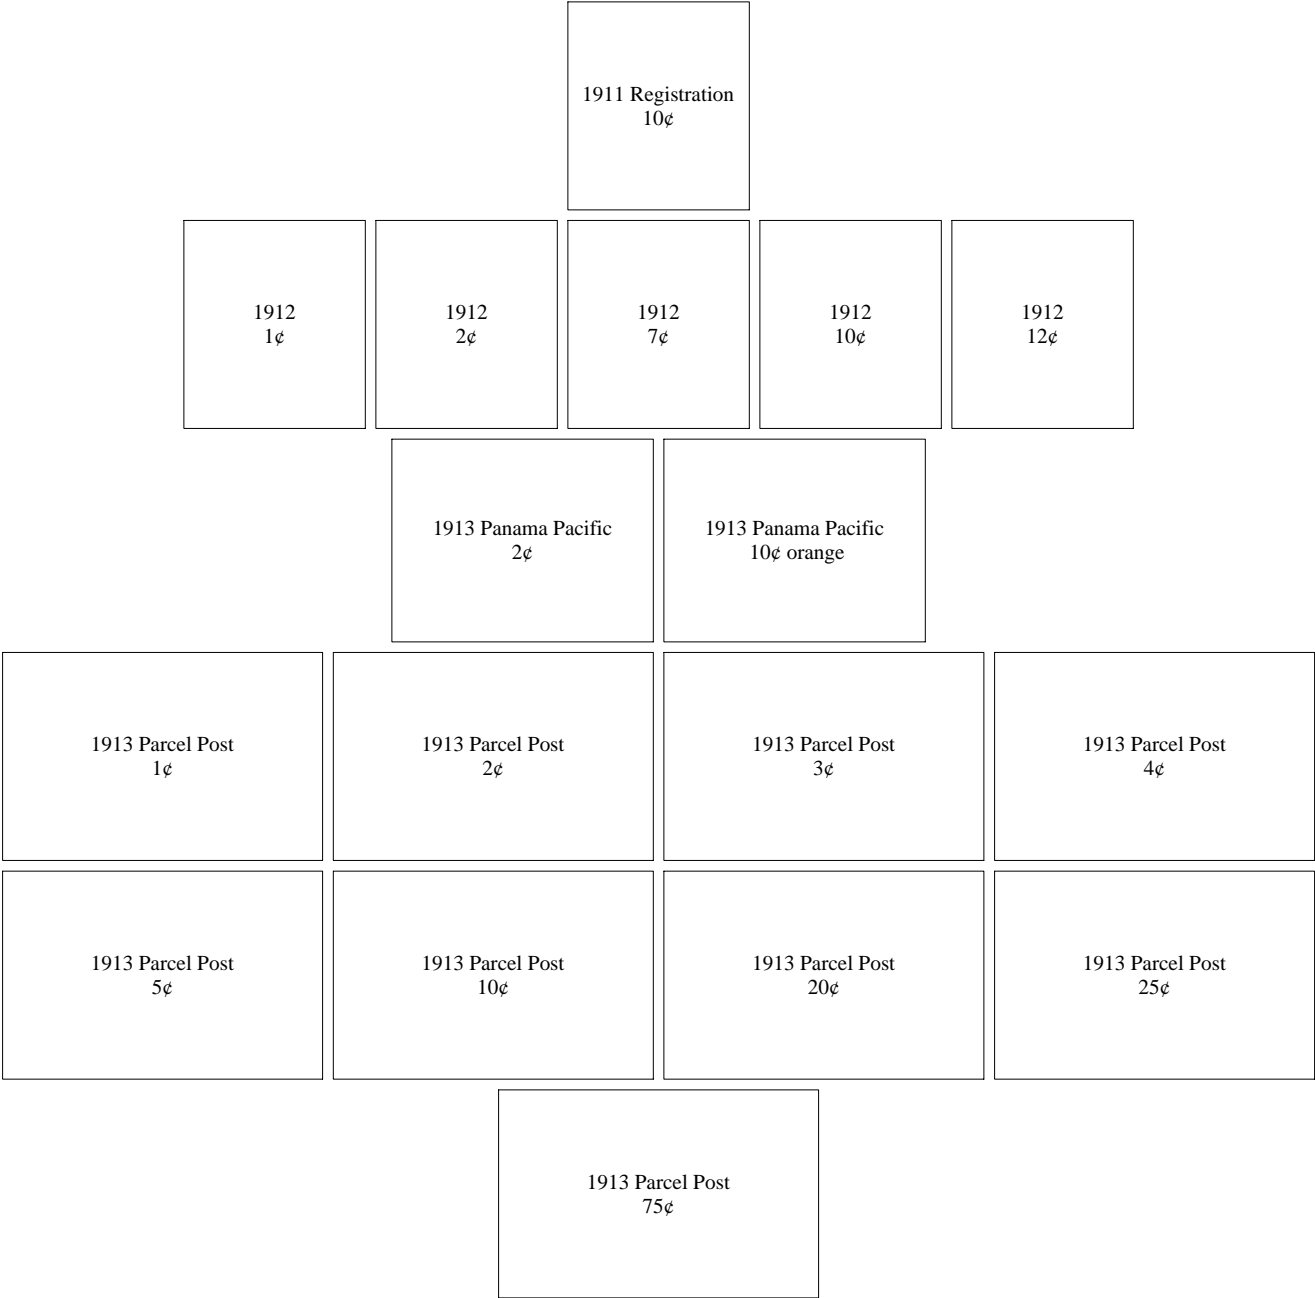 1911 Registration
10¢
1912
1¢
1912
2¢
1912
7¢
1912
10¢
1912
12¢
1913 Panama Pacific
2¢
1913 Panama Pacific
10¢ orange
1913 Parcel Post
1¢
1913 Parcel Post
2¢
1913 Parcel Post
3¢
1913 Parcel Post
4¢
1913 Parcel Post
5¢
1913 Parcel Post
10¢
1913 Parcel Post
20¢
1913 Parcel Post
25¢
1913 Parcel Post
75¢